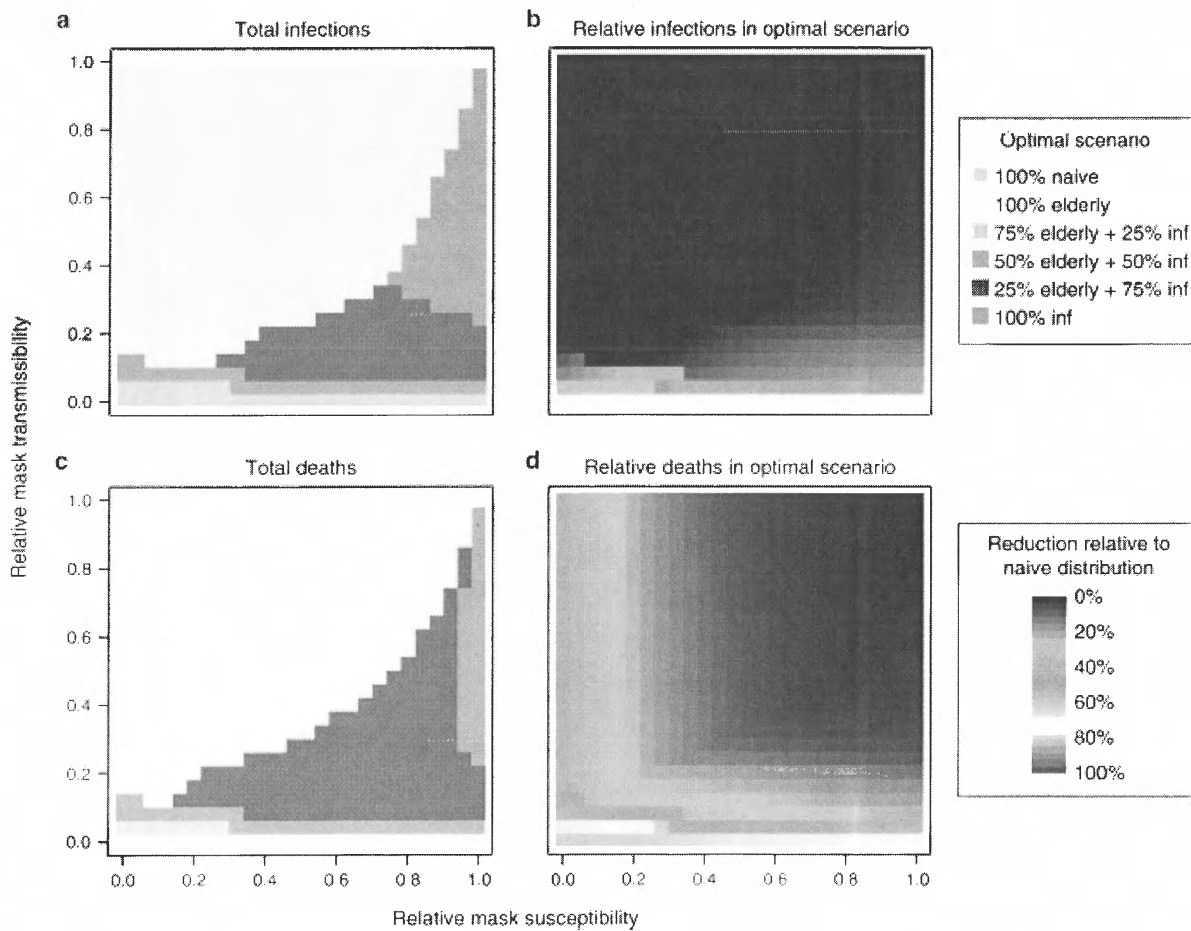 a
Total infections
b
Relative infections in optimal scenario
1.0
0.8
0.6
0.4
0.2
0.0
Optimal scenario
100% naive
100% elderly
75% elderly + 25% inf
50% elderly + 50% inf
25% elderly + 75% inf
100% inf
Relative mask transmissibility
c
Total deaths
d
Relative deaths in optimal scenario
1.0
0.8
0.6
0.4
0.2
0.0
0.0 0.2 0.4 0.6 0.8 1.0
0.0 0.2 0.4 0.6 0.8 1.0
Relative mask susceptibility
Reduction relative to
naive distribution
0%
20%
40%
60%
80%
100%